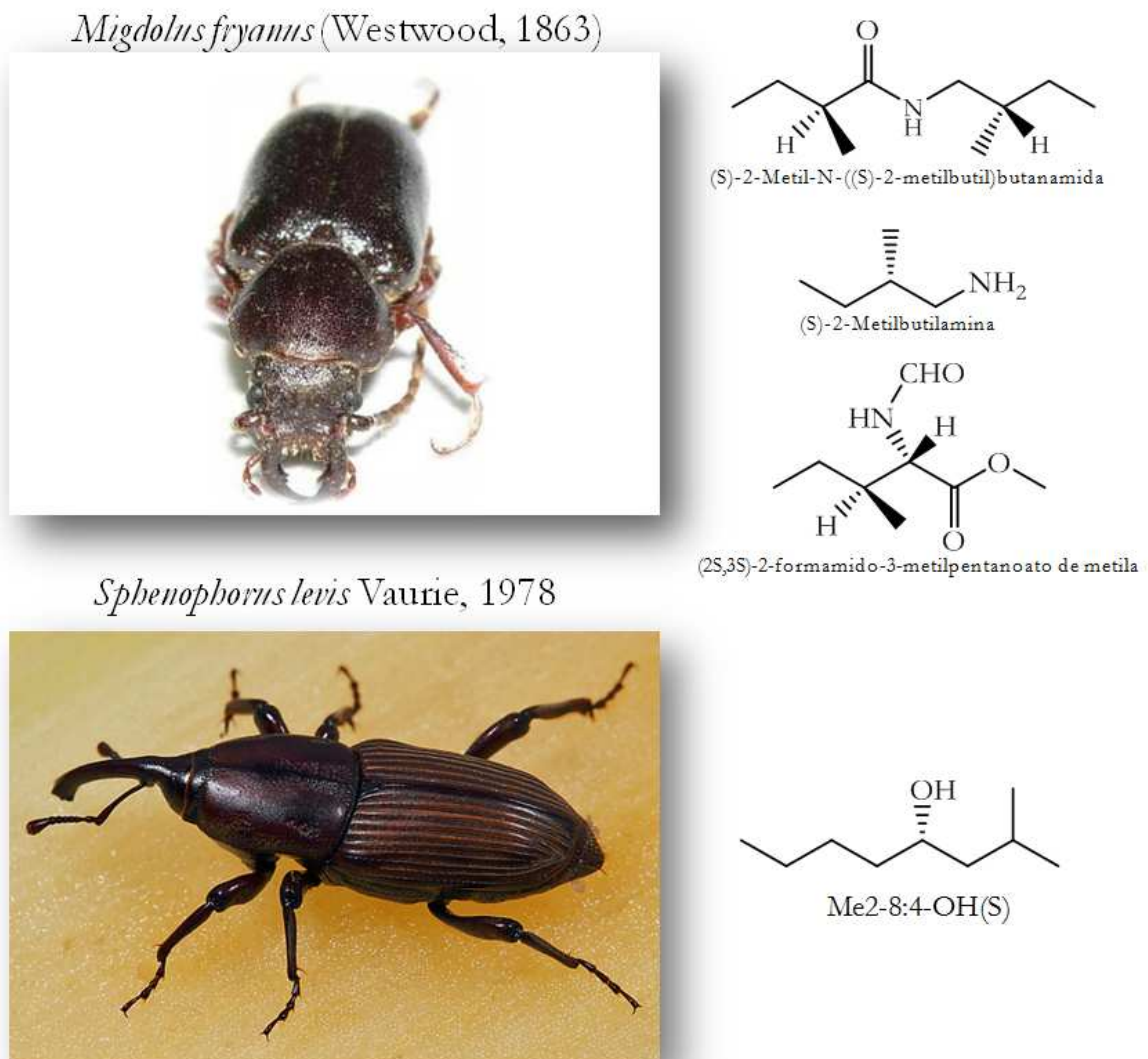 Migdolus fryanus (Westwood, 1863)
O
H
N
H
H
(S)-2-Metil-N-((S)-2-metilbutil)butanamida
NH2
(S)-2-Metilbutilamina
CHO
HN
H
O
H
O
(2S,3S)-2-formamido-3-metilpentanoato de metila
Sphenophorus levis Vaurie, 1978
OH
Me2-8:4-OH(S)